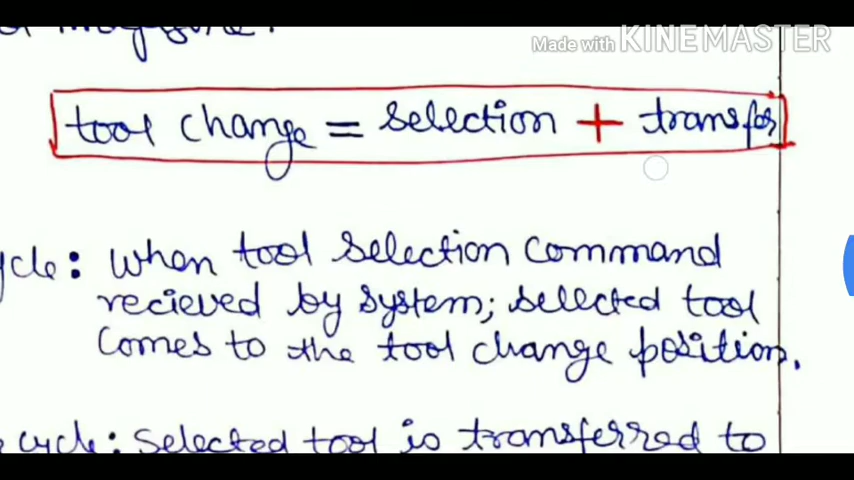 Made with KINEMASTER
tool change = selection + transfer
cycle: when tool selection command
recieved by system; selected tool
comes to the tool change position.
cycle: selected tool is transferred to